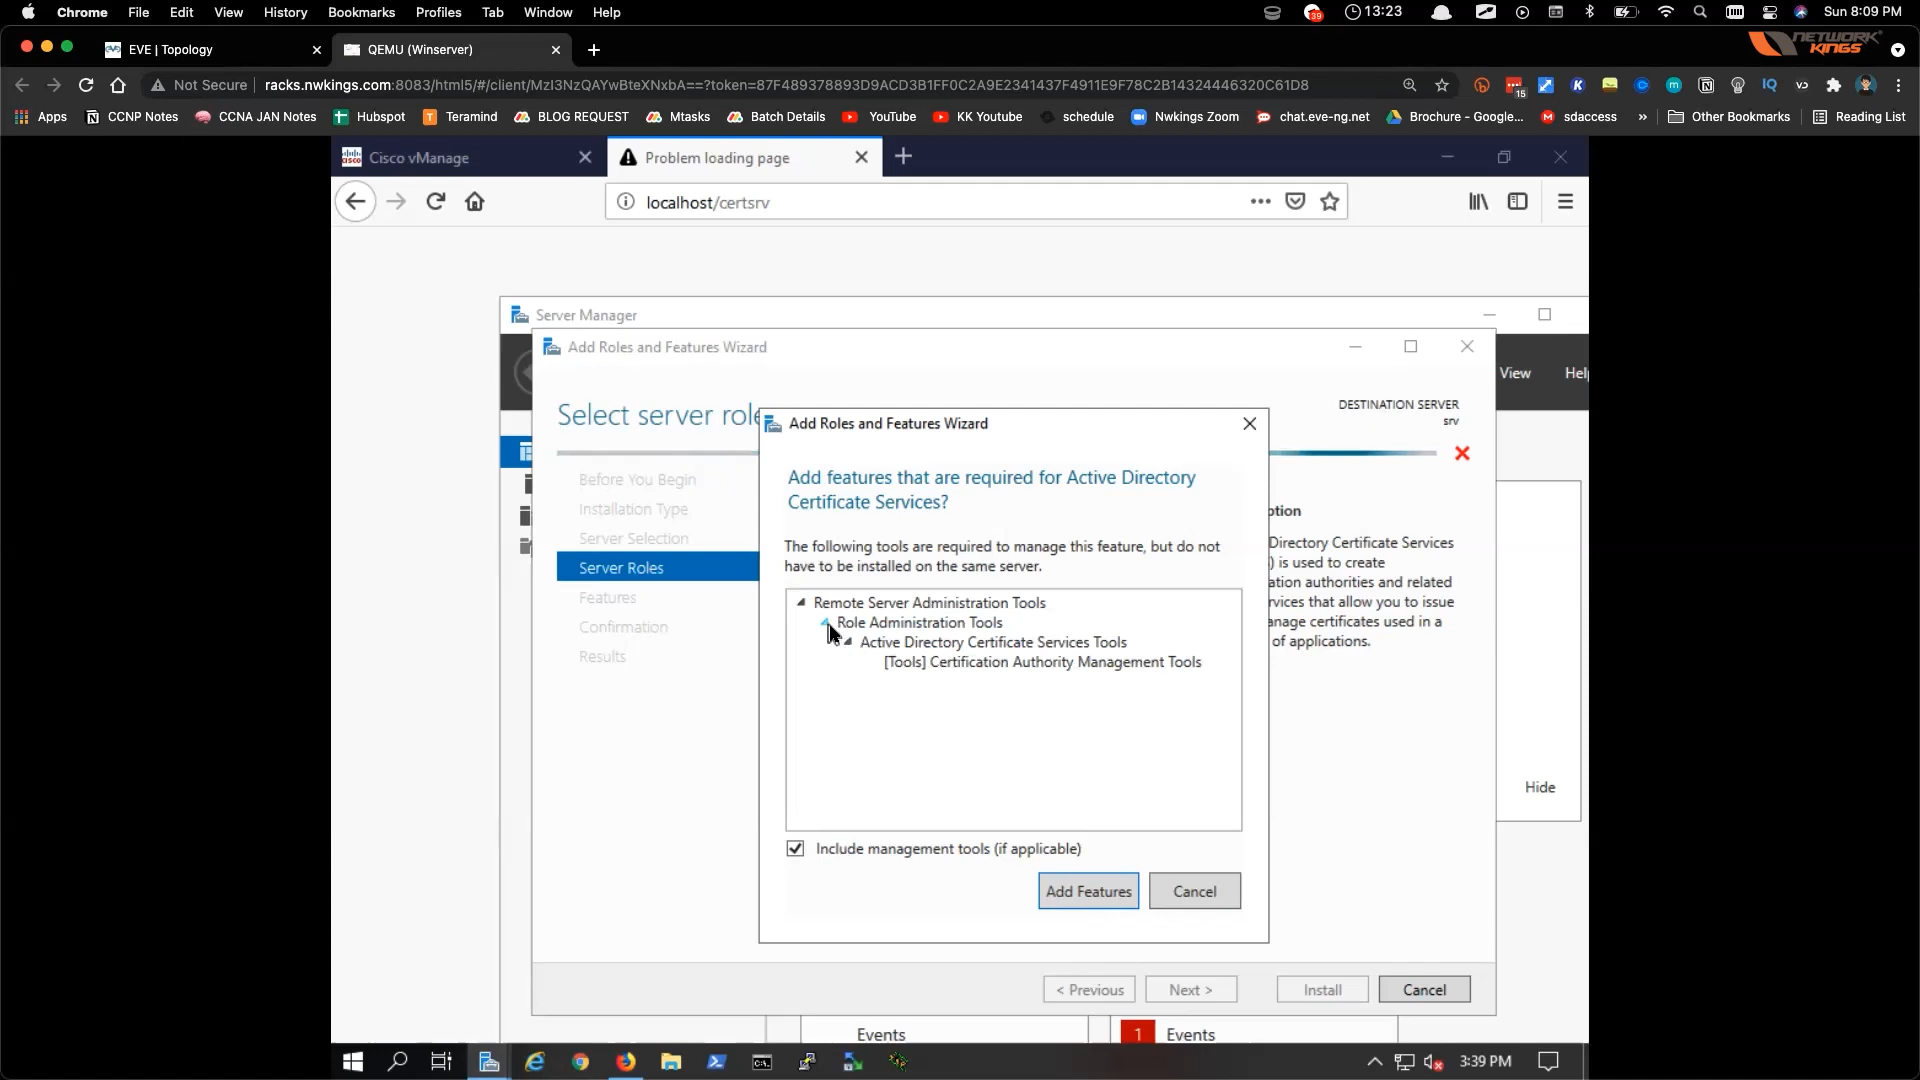 Chrome File Edit View History Bookmarks Profiles Tab Window Help 39 13:23 Sun 8:09 PM
EVE | Topology QEMU (Winserver) NETWORK KINGS
Not Secure racks.nwkings.com:8083/html5/#/client/MzI3NzQAYwBteXNxbA==?token=87F489378893D9ACD3B1FF0C2A9E2341437F4911E9F78C2B14324446320C61D8 15 IQ
Apps CCNP Notes CCNA JAN Notes Hubspot Teramind BLOG REQUEST Mtasks Batch Details YouTube KK Youtube schedule Nwkings Zoom chat.eve-ng.net Brochure - Google... sdaccess » Other Bookmarks Reading List
Cisco vManage Problem loading page
localhost/certsrv
Server Manager
Add Roles and Features Wizard
View Hel
Select server role
DESTINATION SERVER
srv
Before You Begin
Installation Type
Server Selection
Server Roles
Features
Confirmation
Results
Add Roles and Features Wizard
Add features that are required for Active Directory
Certificate Services?
The following tools are required to manage this feature, but do not
have to be installed on the same server.
Remote Server Administration Tools
Role Administration Tools
Active Directory Certificate Services Tools
[Tools] Certification Authority Management Tools
Include management tools (if applicable)
Add Features Cancel
ption
Directory Certificate Services
) is used to create
ation authorities and related
rvices that allow you to issue
anage certificates used in a
of applications.
Hide
< Previous Next > Install Cancel
Events 1 Events
3:39 PM